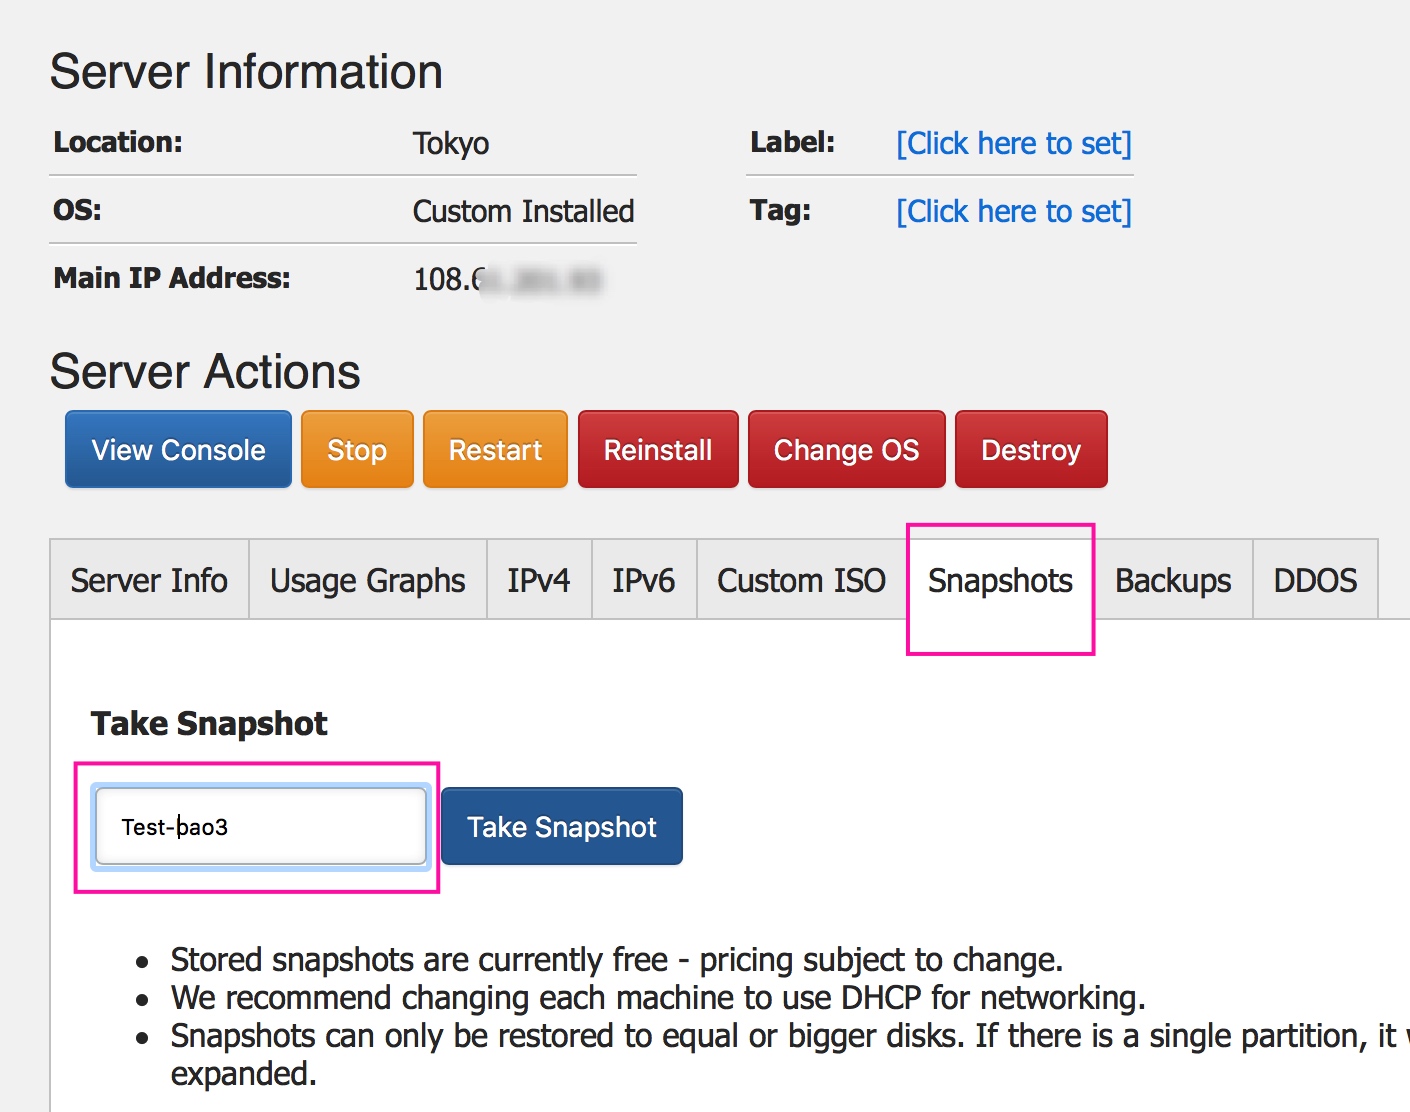 Server Information
Location: Tokyo Label: [Click here to set]
OS: Custom Installed Tag: [Click here to set]
Main IP Address: 108.
Server Actions
View Console Stop Restart Reinstall Change OS Destroy
Server Info Usage Graphs IPv4 IPv6 Custom ISO Snapshots Backups DDOS
Take Snapshot
Test-bao3 Take Snapshot
• Stored snapshots are currently free - pricing subject to change.
• We recommend changing each machine to use DHCP for networking.
• Snapshots can only be restored to equal or bigger disks. If there is a single partition, it
expanded.